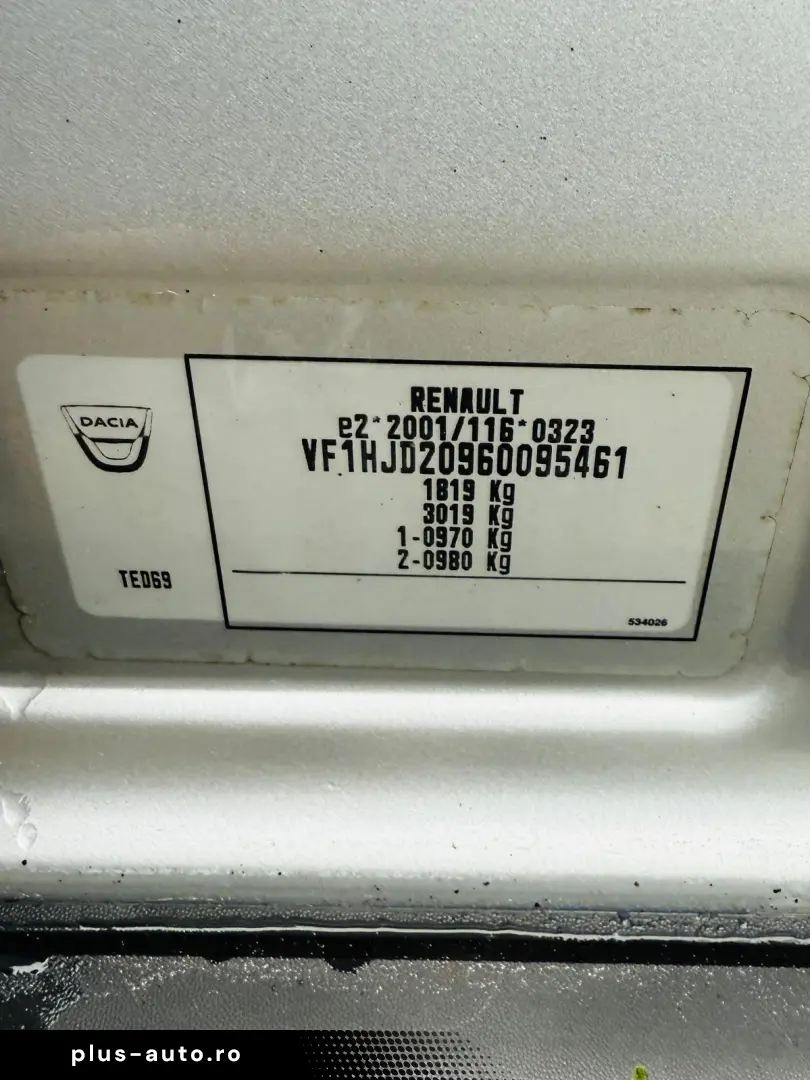 DACIA
RENAULT
e2*2001/116*0323
VF1HJD20960095461
1819 Kg
3019 Kg
1-0970 Kg
2-0980 Kg
TED69
534026
plus-auto.ro